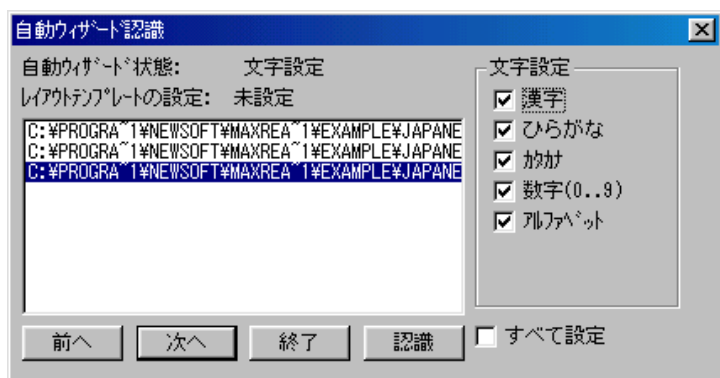 自動ウィザード認識
自動ウィザード状態: 文字設定
レイアウトテンプレートの設定: 未設定
C:¥PROGRA~1¥NEWSOFT¥MAXREA~1¥EXAMPLE¥JAPANE
C:¥PROGRA~1¥NEWSOFT¥MAXREA~1¥EXAMPLE¥JAPANE
C:¥PROGRA~1¥NEWSOFT¥MAXREA~1¥EXAMPLE¥JAPANE
文字設定
漢字
ひらがな
カタカナ
数字(0..9)
アルファベット
前へ
次へ
終了
認識
すべて設定